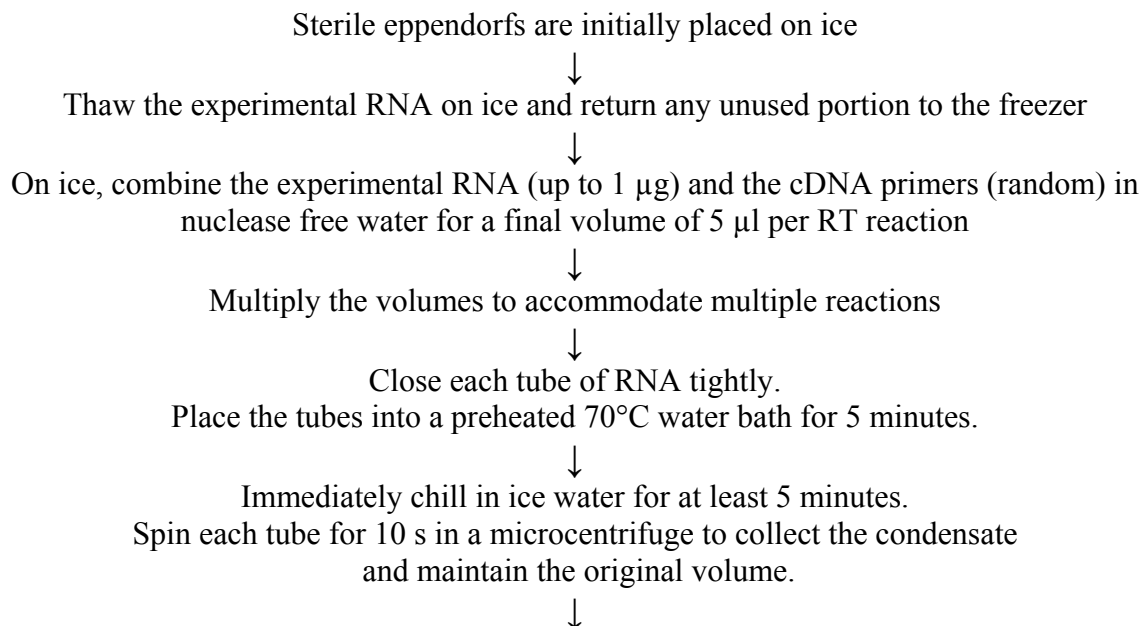 Sterile eppendorfs are initially placed on ice
↓
Thaw the experimental RNA on ice and return any unused portion to the freezer
↓
On ice, combine the experimental RNA (up to 1 µg) and the cDNA primers (random) in
nuclease free water for a final volume of 5 µl per RT reaction
↓
Multiply the volumes to accommodate multiple reactions
↓
Close each tube of RNA tightly.
Place the tubes into a preheated 70°C water bath for 5 minutes.
↓
Immediately chill in ice water for at least 5 minutes.
Spin each tube for 10 s in a microcentrifuge to collect the condensate
and maintain the original volume.
↓